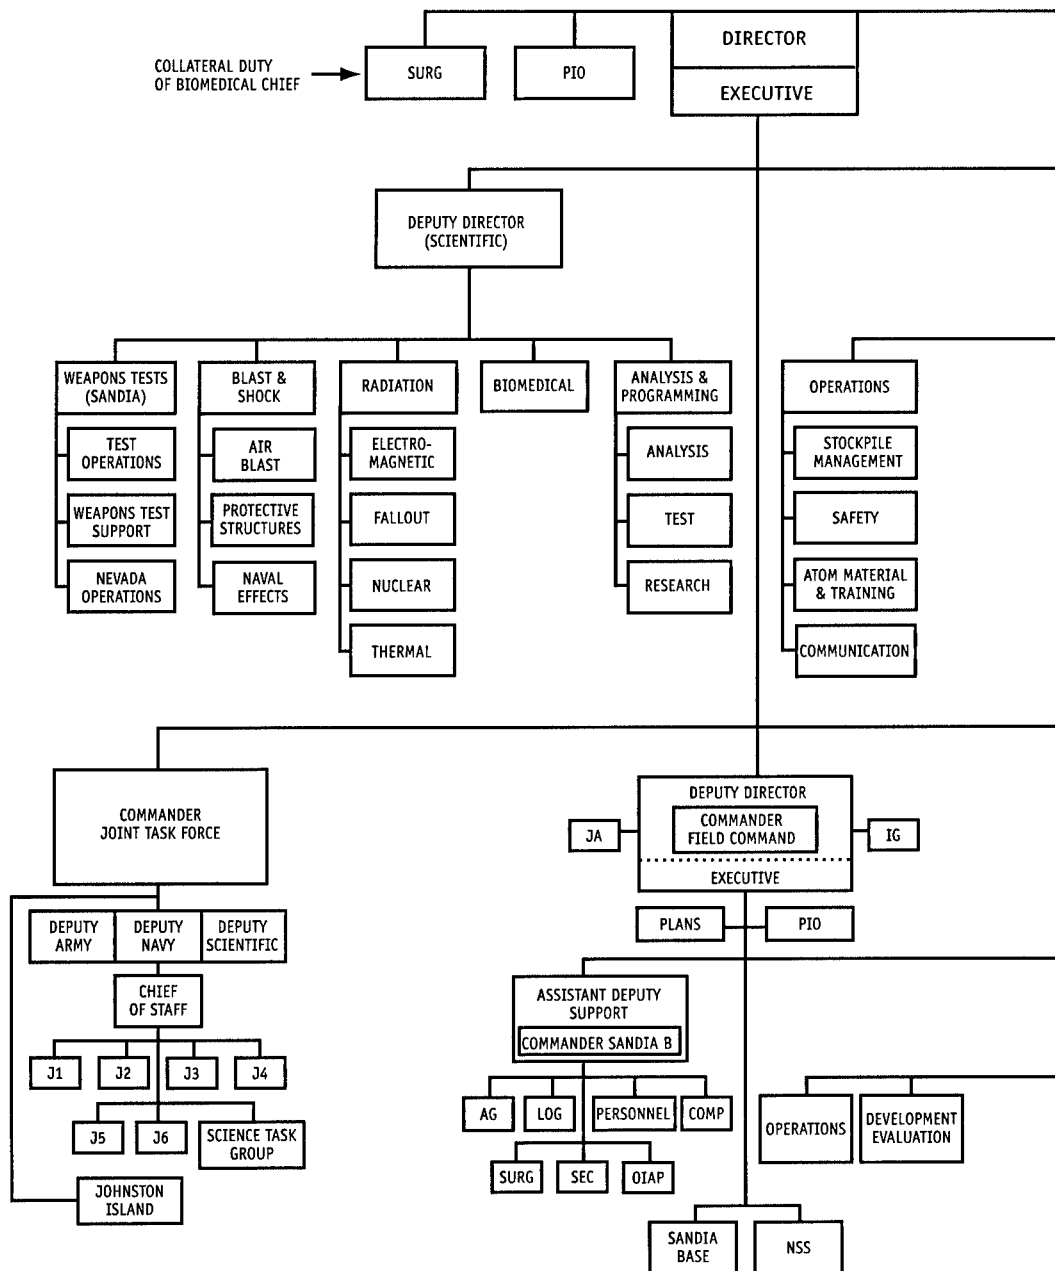 DIRECTOR
EXECUTIVE
COLLATERAL DUTY
OF BIOMEDICAL CHIEF
SURG
PIO
DEPUTY DIRECTOR
(SCIENTIFIC)
WEAPONS TESTS
(SANDIA)
TEST
OPERATIONS
WEAPONS TEST
SUPPORT
NEVADA
OPERATIONS
BLAST &
SHOCK
AIR
BLAST
PROTECTIVE
STRUCTURES
NAVAL
EFFECTS
RADIATION
ELECTRO-
MAGNETIC
FALLOUT
NUCLEAR
THERMAL
BIOMEDICAL
ANALYSIS &
PROGRAMMING
ANALYSIS
TEST
RESEARCH
OPERATIONS
STOCKPILE
MANAGEMENT
SAFETY
ATOM MATERIAL
& TRAINING
COMMUNICATION
COMMANDER
JOINT TASK FORCE
DEPUTY
ARMY
DEPUTY
NAVY
DEPUTY
SCIENTIFIC
CHIEF
OF STAFF
J1
J2
J3
J4
J5
J6
SCIENCE TASK
GROUP
JOHNSTON
ISLAND
JA
DEPUTY DIRECTOR
COMMANDER
FIELD COMMAND
EXECUTIVE
IG
PLANS
PIO
ASSISTANT DEPUTY
SUPPORT
COMMANDER SANDIA B
AG
LOG
PERSONNEL
COMP
SURG
SEC
OIAP
OPERATIONS
DEVELOPMENT
EVALUATION
SANDIA
BASE
NSS